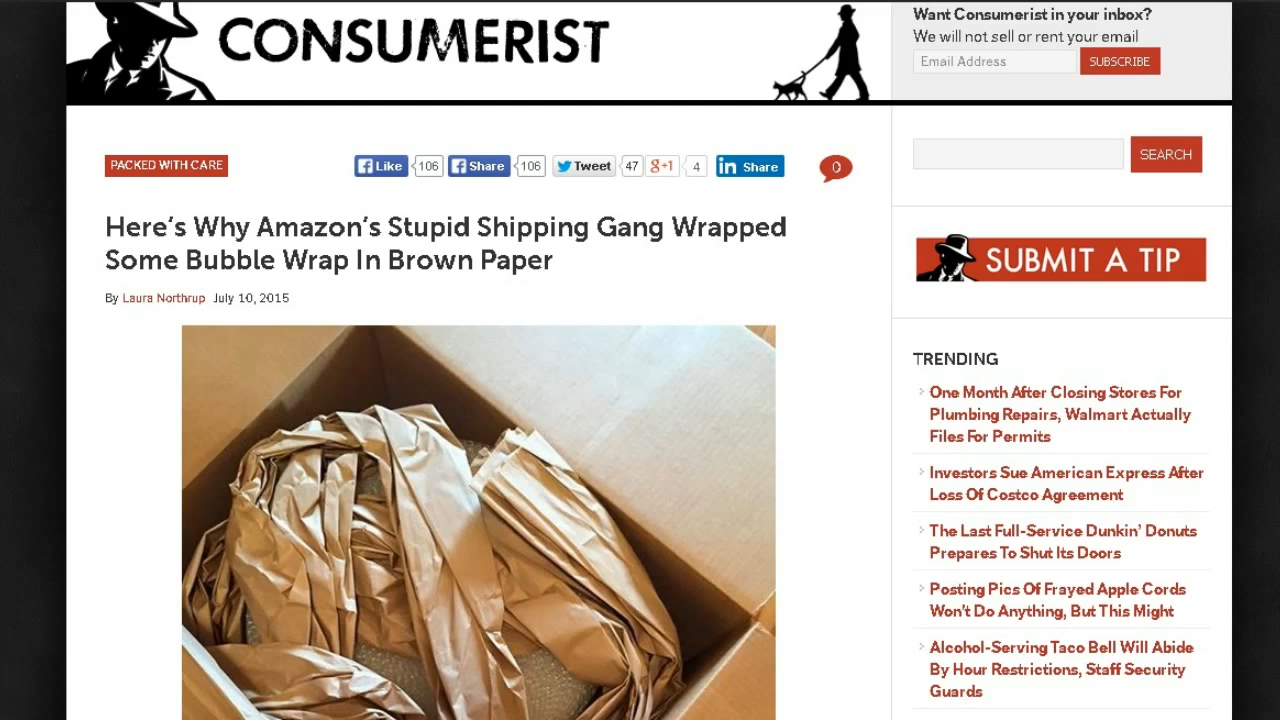 CONSUMERIST
Want Consumerist in your inbox?
We will not sell or rent your email
Email Address
SUBSCRIBE
PACKED WITH CARE
Like 106 Share 106 Tweet 47 g+1 4 in Share
0
SEARCH
Here's Why Amazon's Stupid Shipping Gang Wrapped
Some Bubble Wrap In Brown Paper
By Laura Northrup July 10, 2015
SUBMIT A TIP
TRENDING
One Month After Closing Stores For
Plumbing Repairs, Walmart Actually
Files For Permits
Investors Sue American Express After
Loss Of Costco Agreement
The Last Full-Service Dunkin' Donuts
Prepares To Shut Its Doors
Posting Pics Of Frayed Apple Cords
Won't Do Anything, But This Might
Alcohol-Serving Taco Bell Will Abide
By Hour Restrictions, Staff Security
Guards